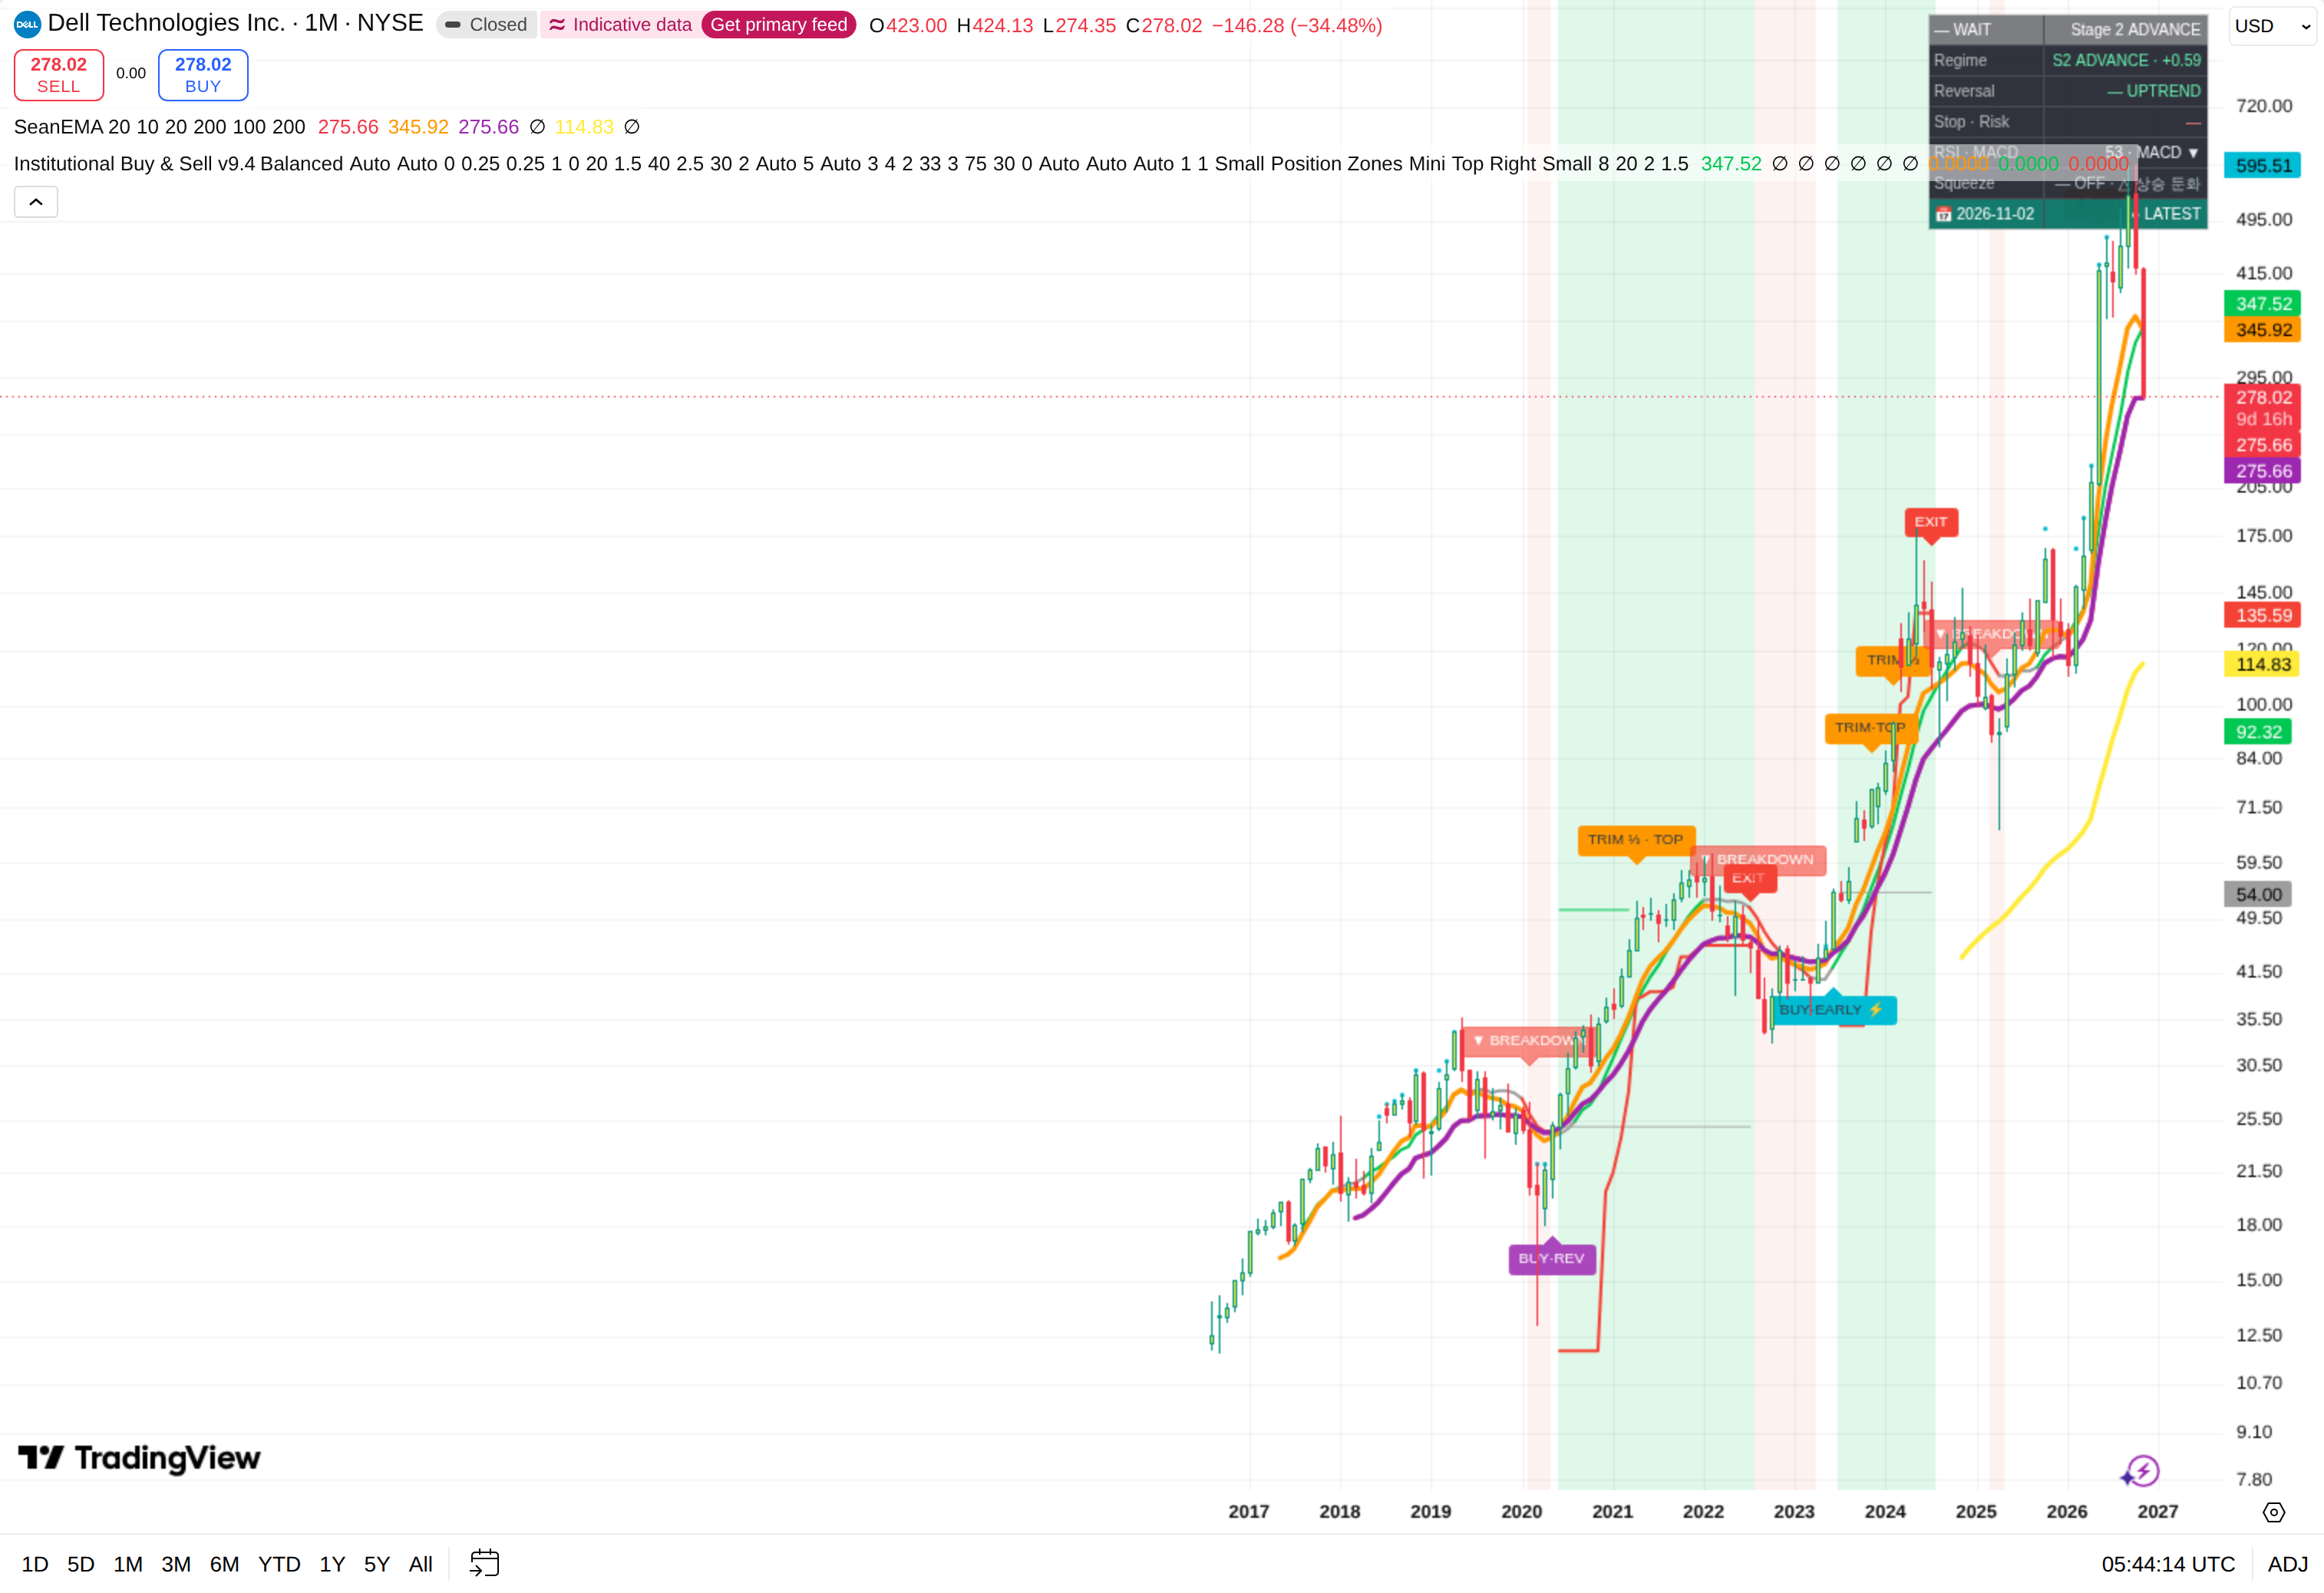 DELL Dell Technologies Inc. · 1M · NYSE Closed Indicative data Get primary feed O423.00 H424.13 L274.35 C278.02 −146.28 (−34.48%)
278.02 SELL 0.00 278.02 BUY
SeanEMA 20 10 20 200 100 200 275.66 345.92 275.66 ∅ 114.83 ∅
Institutional Buy & Sell v9.4 Balanced Auto Auto 0 0.25 0.25 1 0 20 1.5 40 2.5 30 2 Auto 5 Auto 3 4 2 33 3 75 30 0 Auto Auto Auto 1 1 Small Position Zones Mini Top Right Small 8 20 2 1.5 347.52 ∅ ∅ ∅ ∅ ∅ ∅ 0.0000 0.0000 0.0000
— WAIT Stage 2 ADVANCE
Regime S2 ADVANCE · +0.59
Reversal — UPTREND
Stop · Risk —
RSI · MACD 53 · MACD ▼
Squeeze — OFF · 상승 둔화
2026-11-02 LATEST
USD
720.00
595.51
495.00
415.00
347.52
345.92
295.00
278.02
9d 16h
275.66
275.66
205.00
175.00
145.00
135.59
120.00
114.83
100.00
92.32
84.00
71.50
59.50
54.00
49.50
41.50
35.50
30.50
25.50
21.50
18.00
15.00
12.50
10.70
9.10
7.80
EXIT
▼ BREAKDOWN
TRIM
TRIM·TOP
TRIM ⅓ · TOP
BREAKDOWN
EXIT
BUY·EARLY ⚡
▼ BREAKDOWN
BUY·REV
TradingView
2017 2018 2019 2020 2021 2022 2023 2024 2025 2026 2027
1D 5D 1M 3M 6M YTD 1Y 5Y All 05:44:14 UTC ADJ